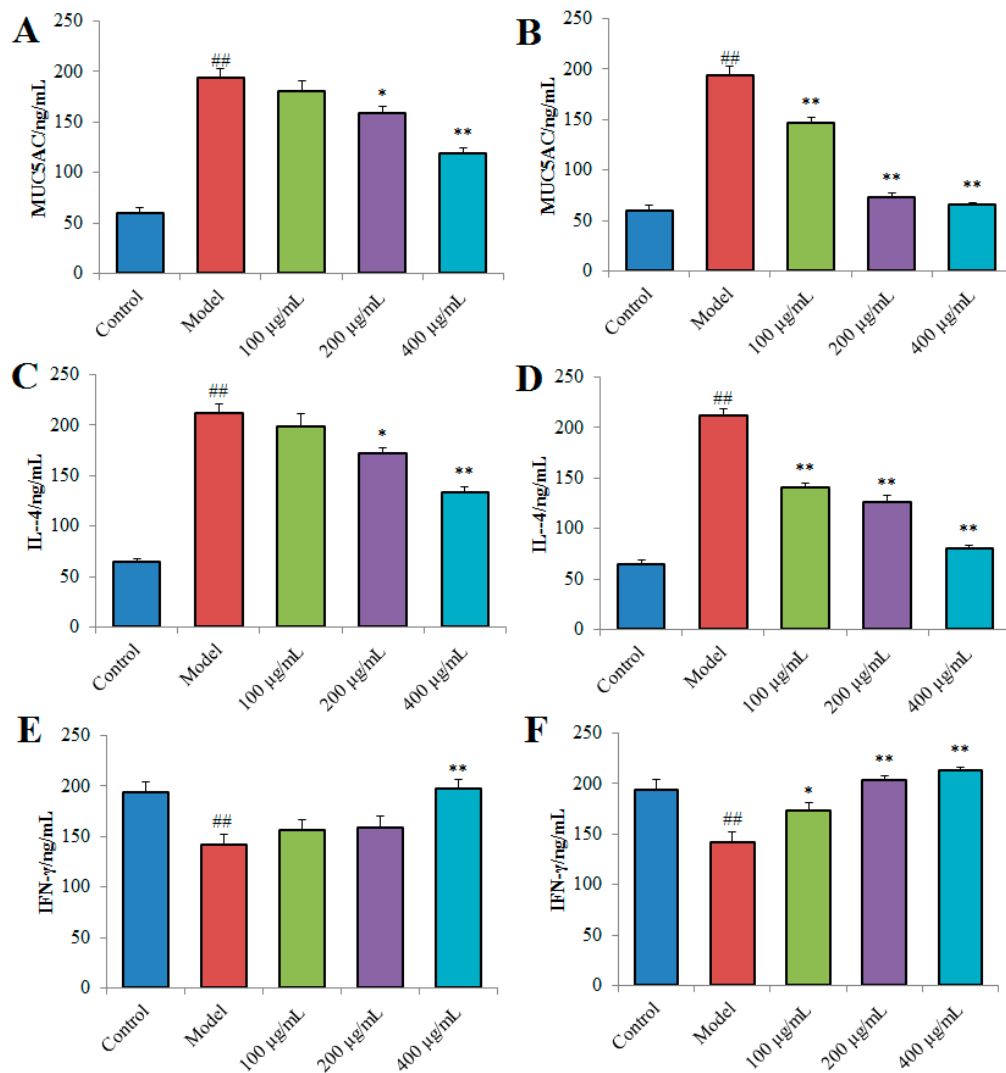 A
MUC5AC/ng/mL
250
200
150
100
50
0
##
*
**
Control
Model
100 μg/mL
200 μg/mL
400 μg/mL
B
MUC5AC/ng/mL
250
200
150
100
50
0
##
**
**
**
Control
Model
100 μg/mL
200 μg/mL
400 μg/mL
C
IL--4/ng/mL
250
200
150
100
50
0
##
*
**
Control
Model
100 μg/mL
200 μg/mL
400 μg/mL
D
IL--4/ng/mL
250
200
150
100
50
0
##
**
**
**
Control
Model
100 μg/mL
200 μg/mL
400 μg/mL
E
IFN-γ/ng/mL
250
200
150
100
50
0
##
**
Control
Model
100 μg/mL
200 μg/mL
400 μg/mL
F
IFN-γ/ng/mL
250
200
150
100
50
0
##
*
**
**
Control
Model
100 μg/mL
200 μg/mL
400 μg/mL